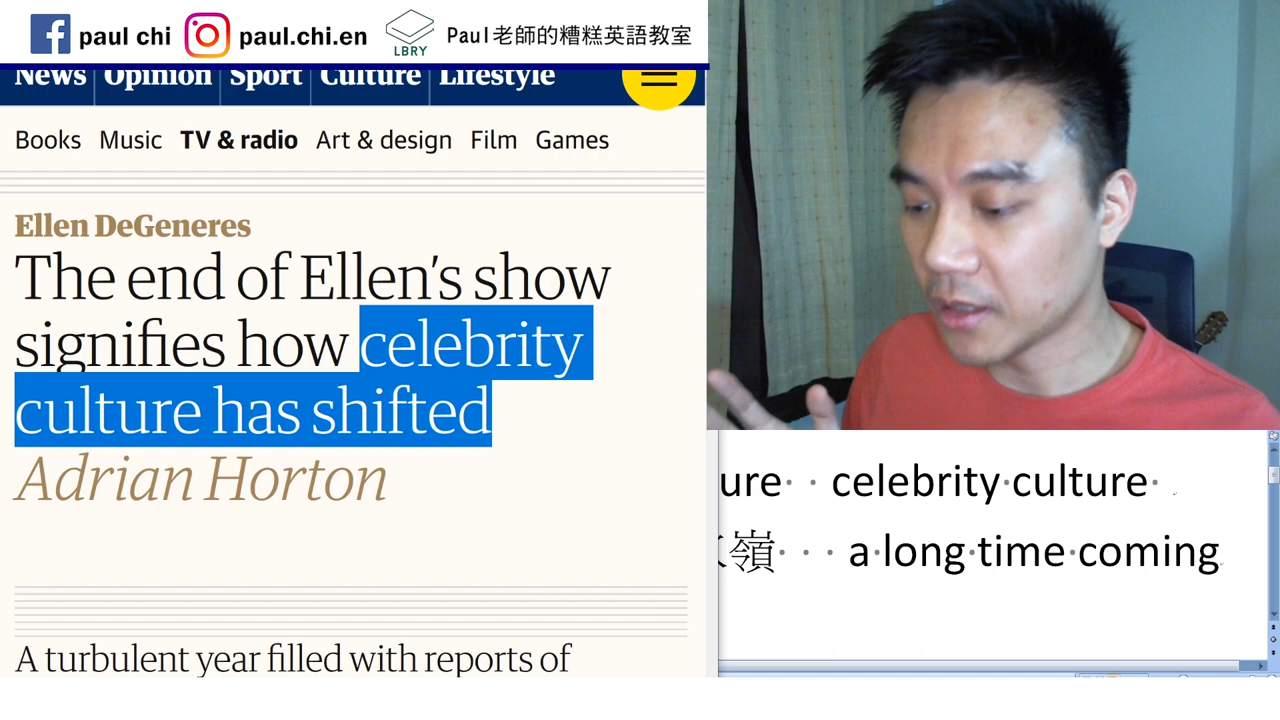 paul chi paul.chi.en LBRY Paul老師的糟糕英語教室
News Opinion Sport Culture Lifestyle
Books Music TV & radio Art & design Film Games
Ellen DeGeneres
The end of Ellen's show
signifies how celebrity
culture has shifted
Adrian Horton
A turbulent year filled with reports of
ure celebrity culture
嶺 a long time coming